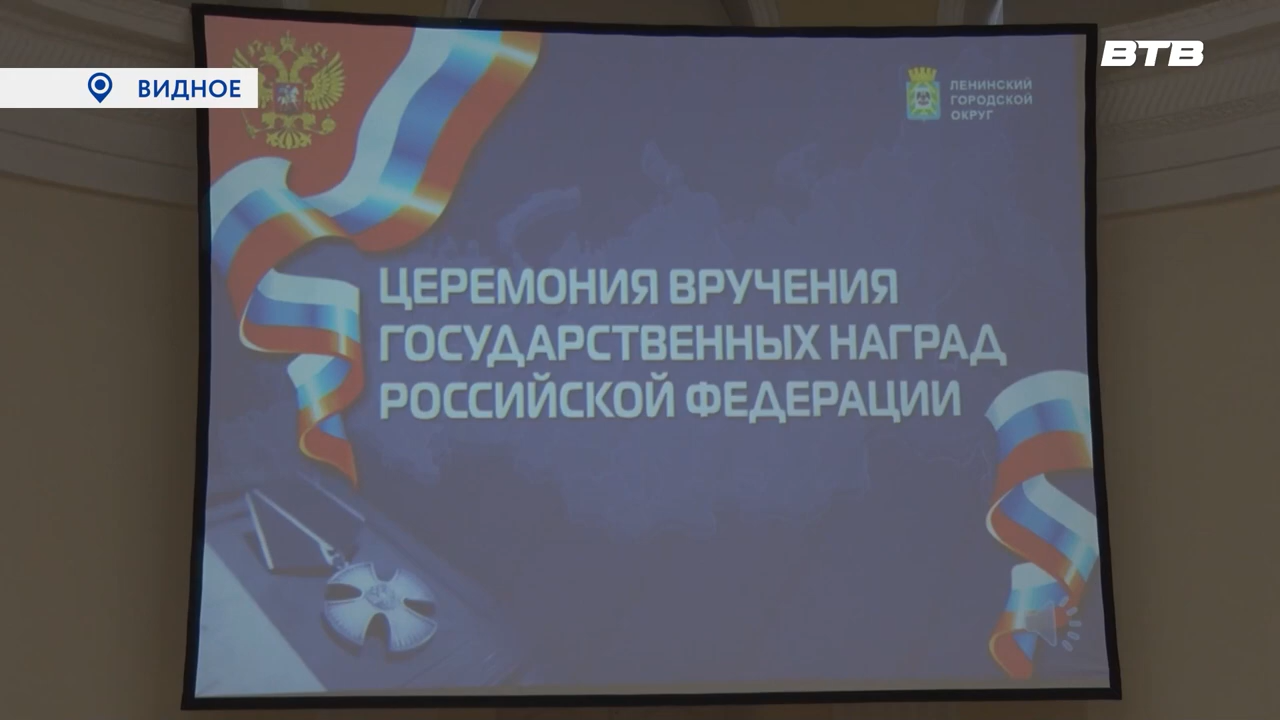 ВИДНОЕ
ВТВ
ЛЕНИНСКИЙ
ГОРОДСКОЙ
ОКРУГ
ЦЕРЕМОНИЯ ВРУЧЕНИЯ
ГОСУДАРСТВЕННЫХ НАГРАД
РОССИЙСКОЙ ФЕДЕРАЦИИ